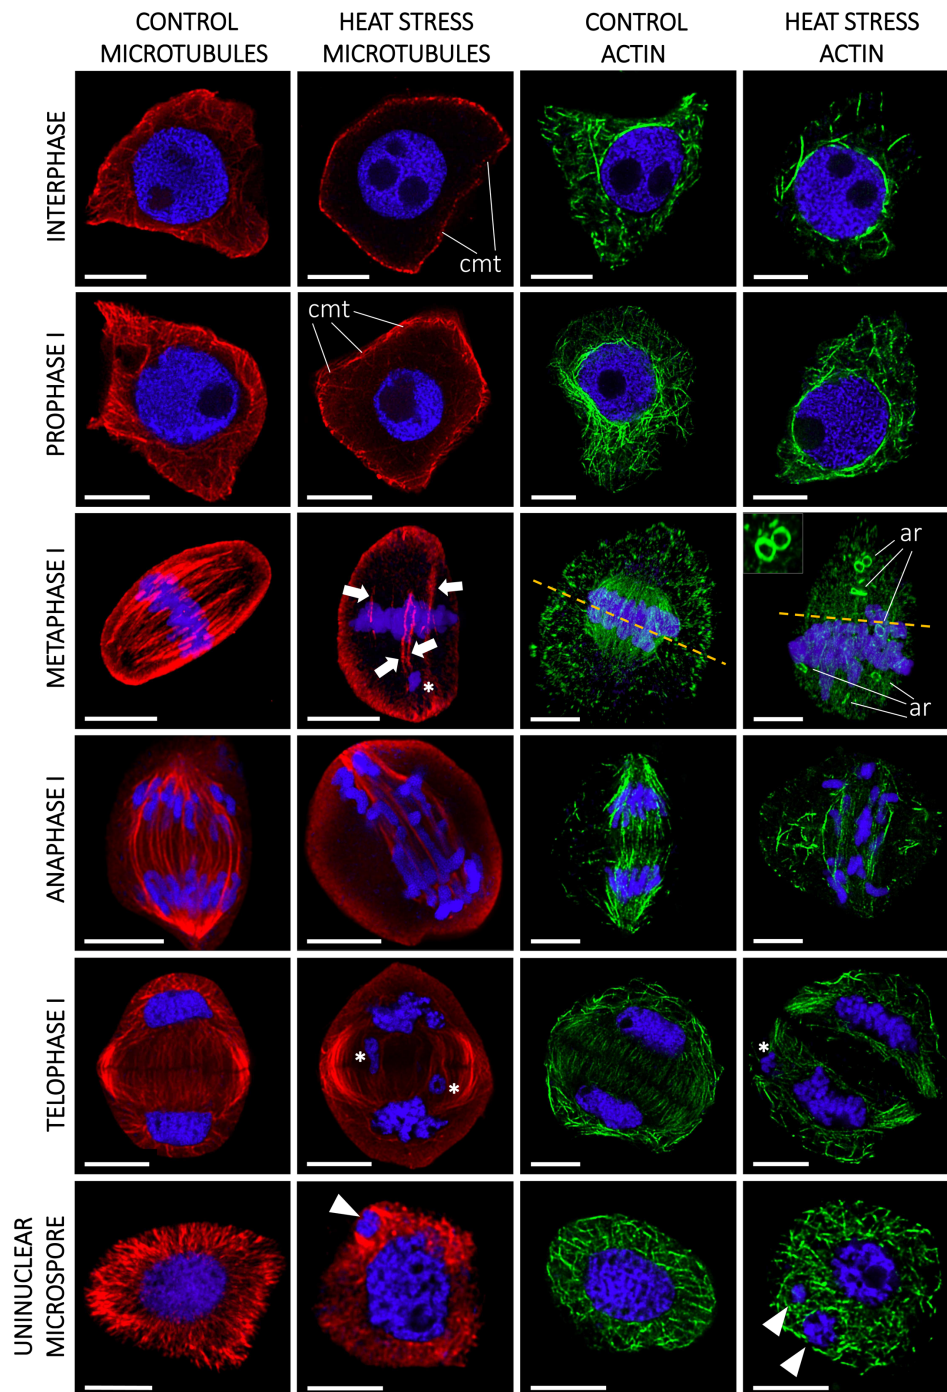 CONTROL
MICROTUBULES
HEAT STRESS
MICROTUBULES
CONTROL
ACTIN
HEAT STRESS
ACTIN
INTERPHASE
cmt
PROPHASE I
cmt
METAPHASE I
*
ar
ar
ANAPHASE I
TELOPHASE I
*
*
*
UNINUCLEAR
MICROSPORE